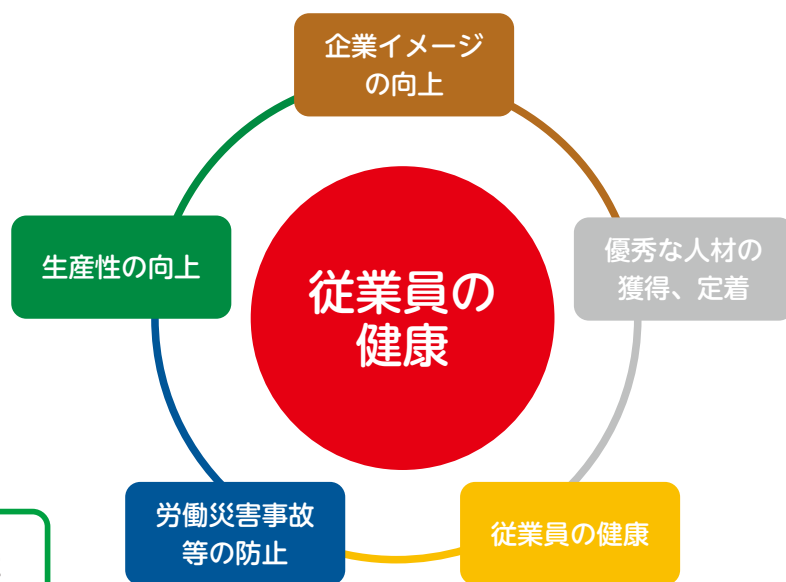 企業イメージ
の向上
優秀な人材の
獲得、定着
従業員の健康
労働災害事故
等の防止
生産性の向上
従業員の
健康